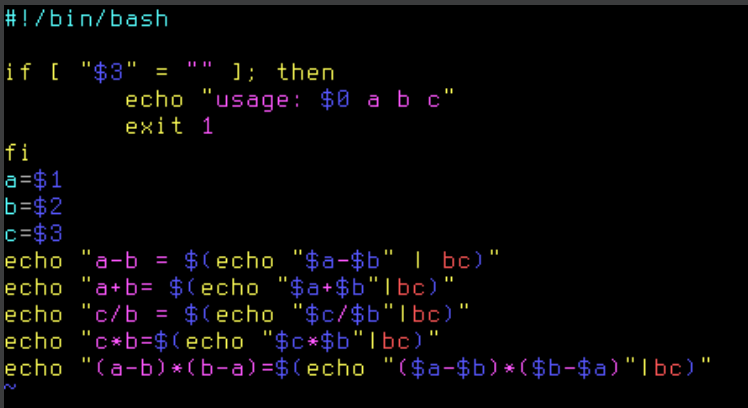 #!/bin/bash
if [ "$3" = "" ]; then
echo "usage: $0 a b c"
exit 1
fi
a=$1
b=$2
c=$3
echo "a-b = $(echo "$a-$b" | bc)"
echo "a+b= $(echo "$a+$b"|bc)"
echo "c/b = $(echo "$c/$b"|bc)"
echo "c*b=$(echo "$c*$b"|bc)"
echo "(a-b)*(b-a)=$(echo "($a-$b)*($b-$a)"|bc)"
~